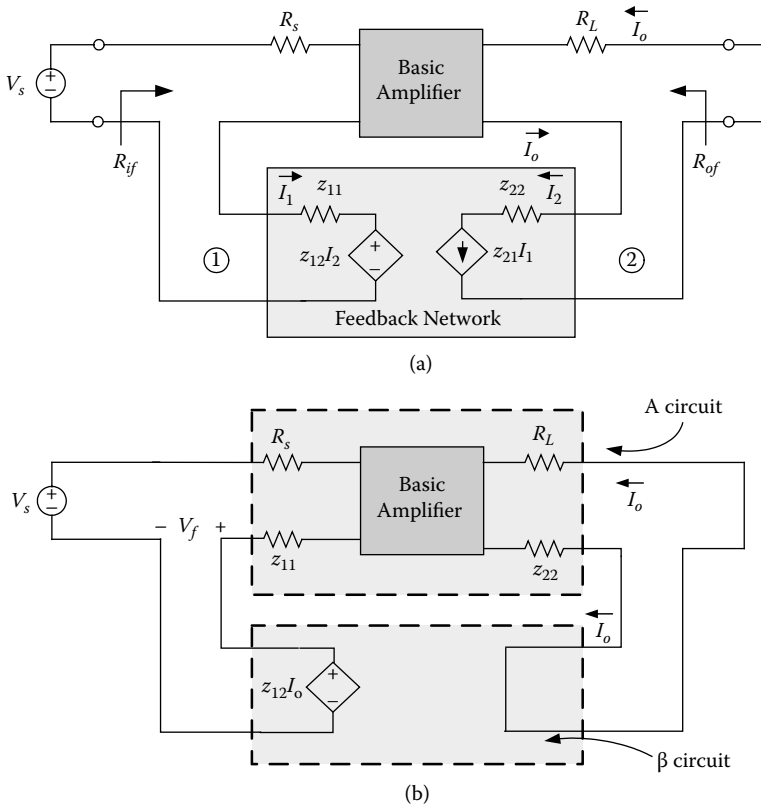 R_s
R_L
I_o
V_s
+
−
Basic
Amplifier
R_if
I_o
R_of
I_1
z_11
z_22
I_2
①
z_12I_2
+
−
z_21I_1
②
Feedback Network
(a)
A circuit
R_s
R_L
V_s
+
−
Basic
Amplifier
I_o
− V_f +
z_11
z_22
I_o
z_12I_o
+
−
β circuit
(b)